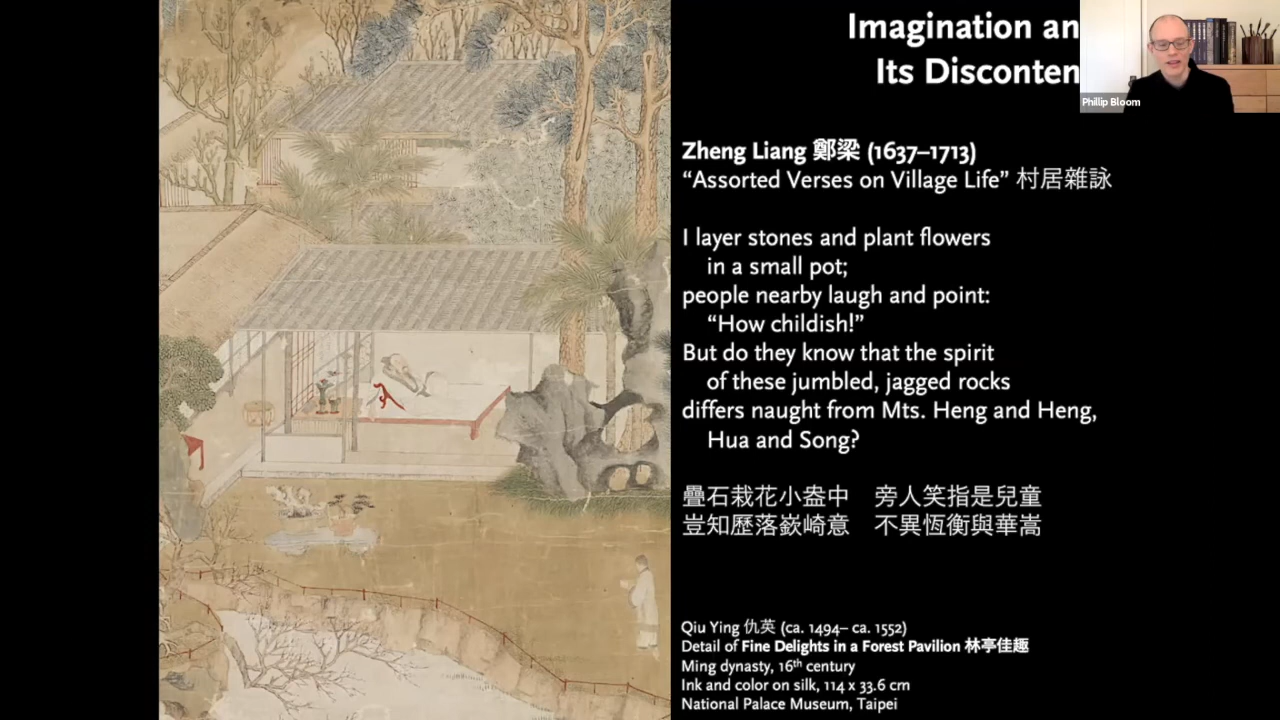 Imagination an
Its Disconten
Phillip Bloom
Zheng Liang 鄭梁 (1637–1713)
“Assorted Verses on Village Life” 村居雜詠
I layer stones and plant flowers
in a small pot;
people nearby laugh and point:
“How childish!”
But do they know that the spirit
of these jumbled, jagged rocks
differs naught from Mts. Heng and Heng,
Hua and Song?
疊石栽花小盎中 旁人笑指是兒童
豈知歷落嶔崎意 不異恆衡與華嵩
Qiu Ying 仇英 (ca. 1494– ca. 1552)
Detail of Fine Delights in a Forest Pavilion 林亭佳趣
Ming dynasty, 16th century
Ink and color on silk, 114 x 33.6 cm
National Palace Museum, Taipei